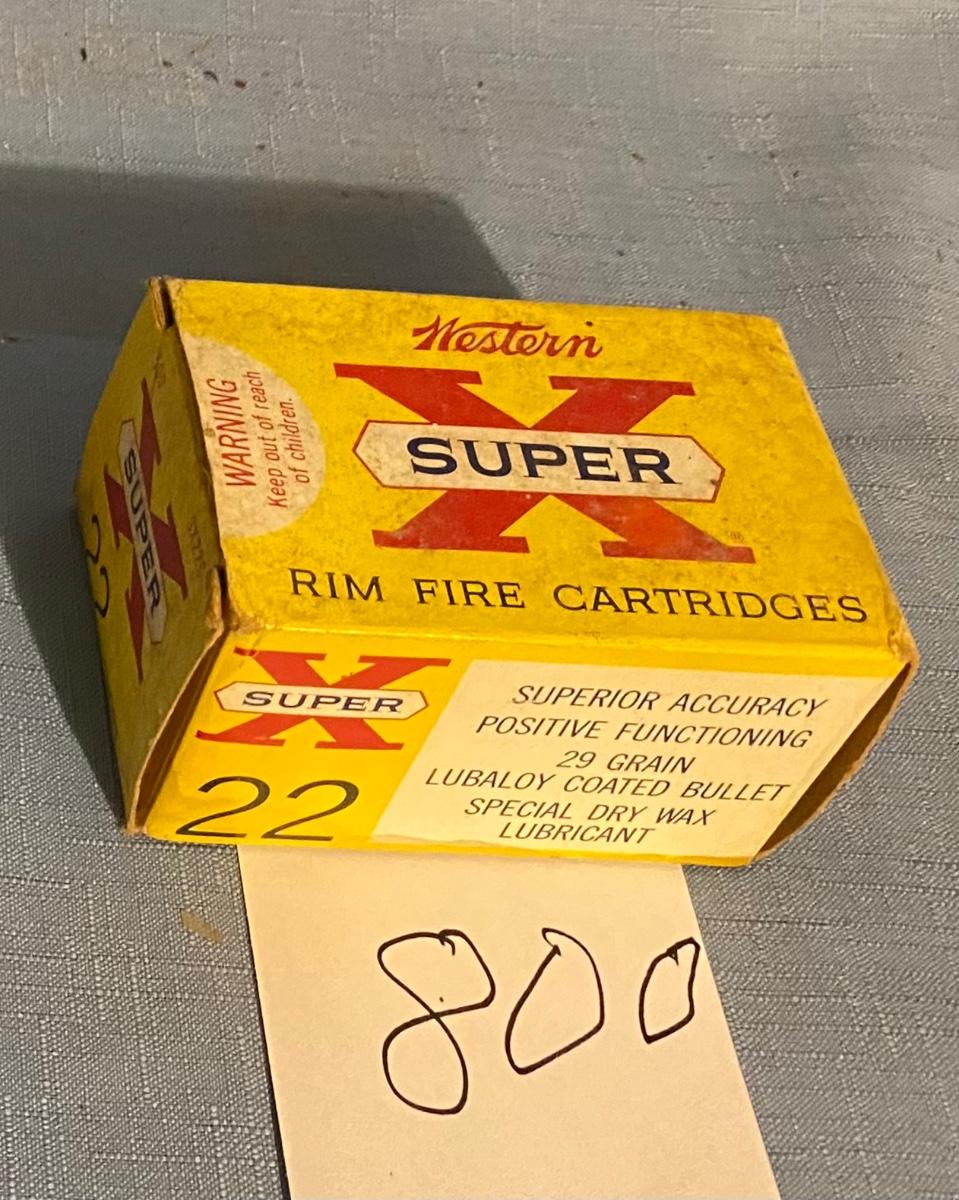 Western
X
SUPER
®
RIM FIRE CARTRIDGES
WARNING
Keep out of reach
of children.
X
SUPER
22
SUPERIOR ACCURACY
POSITIVE FUNCTIONING
29 GRAIN
LUBALOY COATED BULLET
SPECIAL DRY WAX
LUBRICANT
X
SUPER
800